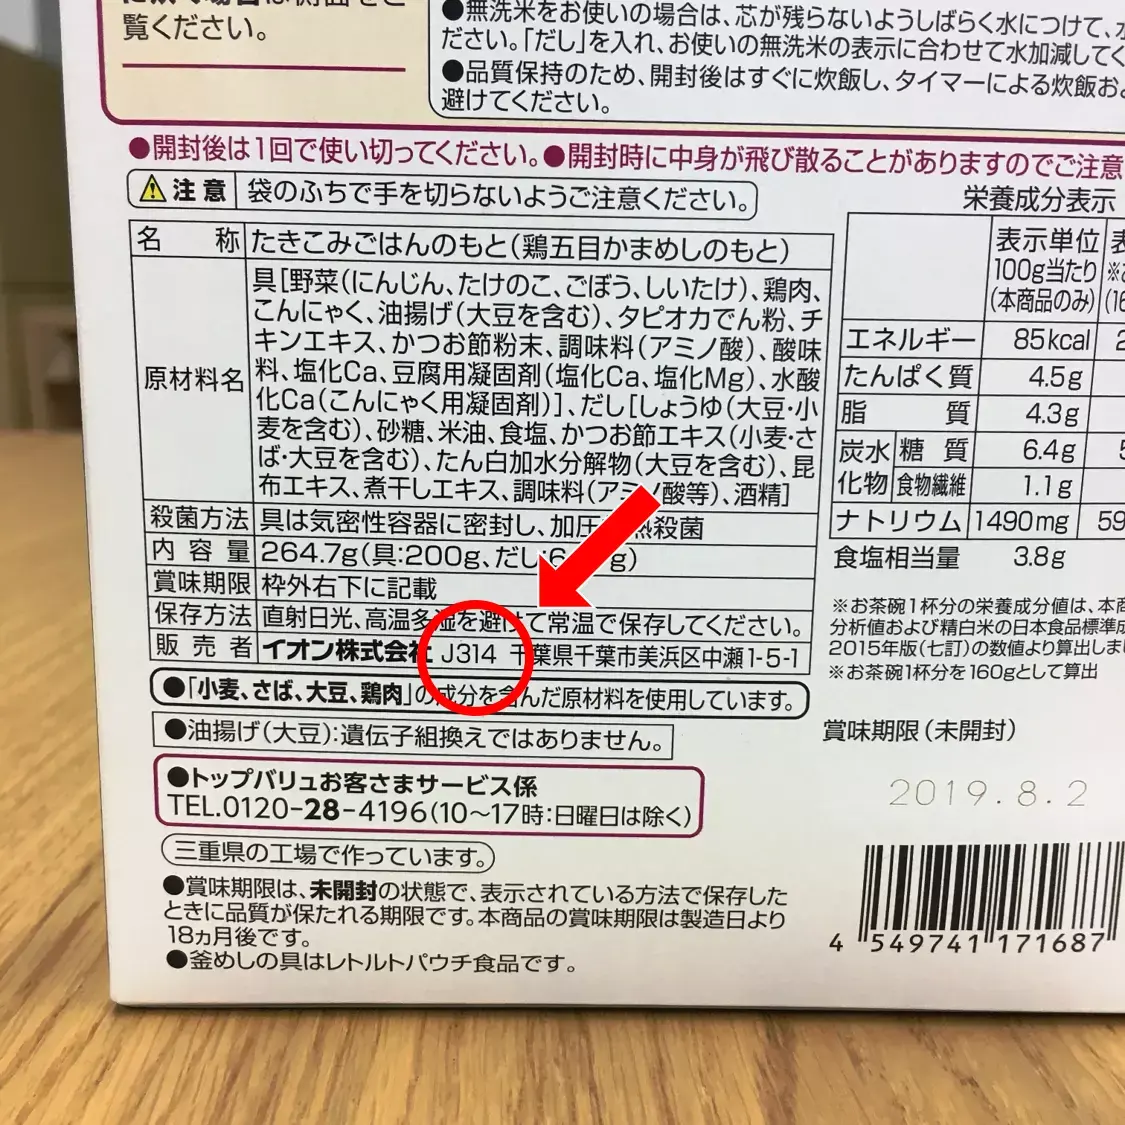 覧ください。
●無洗米をお使いの場合は、芯が残らないようしばらく水につけて、
ださい。「だし」を入れ、お使いの無洗米の表示に合わせて水加減してく
●品質保持のため、開封後はすぐに炊飯し、タイマーによる炊飯お
避けてください。
●開封後は1回で使い切ってください。●開封時に中身が飛び散ることがありますのでご注意
注意 袋のふちで手を切らないようご注意ください。
栄養成分表示
名称 たきこみごはんのもと(鶏五目かまめしのもと)
原材料名
具[野菜(にんじん、たけのこ、ごぼう、しいたけ)、鶏肉、
こんにゃく、油揚げ(大豆を含む)、タピオカでん粉、チ
キンエキス、かつお節粉末、調味料(アミノ酸)、酸味
料、塩化Ca、豆腐用凝固剤(塩化Ca、塩化Mg)、水酸
化Ca(こんにゃく用凝固剤)]、だし[しょうゆ(大豆・小
麦を含む)、砂糖、米油、食塩、かつお節エキス(小麦・さ
ば・大豆を含む)、たん白加水分解物(大豆を含む)、昆
布エキス、煮干しエキス、調味料(アミノ酸等)、酒精]
殺菌方法 具は気密性容器に密封し、加圧 熱殺菌
内容量 264.7g(具:200g、だし:6 g)
賞味期限 枠外右下に記載
保存方法 直射日光、高温多湿を避けて常温で保存してください。
販売者 イオン株式会社 J314 千葉県千葉市美浜区中瀬1-5-1
●「小麦、さば、大豆、鶏肉」の成分を含んだ原材料を使用しています。
●油揚げ(大豆):遺伝子組換えではありません。
●トップバリュお客さまサービス係
TEL.0120-28-4196(10〜17時:日曜日は除く)
三重県の工場で作っています。
●賞味期限は、未開封の状態で、表示されている方法で保存した
ときに品質が保たれる期限です。本商品の賞味期限は製造日より
18ヵ月後です。
●釜めしの具はレトルトパウチ食品です。
表示単位
100g当たり
(本商品のみ)
エネルギー 85kcal
たんぱく質 4.5g
脂質 4.3g
炭水化物 糖質 6.4g
食物繊維 1.1g
ナトリウム 1490mg 59
食塩相当量 3.8g
※お茶碗1杯分の栄養成分値は、本商
分析値および精白米の日本食品標準成
2015年版(七訂)の数値より算出しまし
※お茶碗1杯分を160gとして算出
賞味期限(未開封)
2019.8.2
4 549741 171687